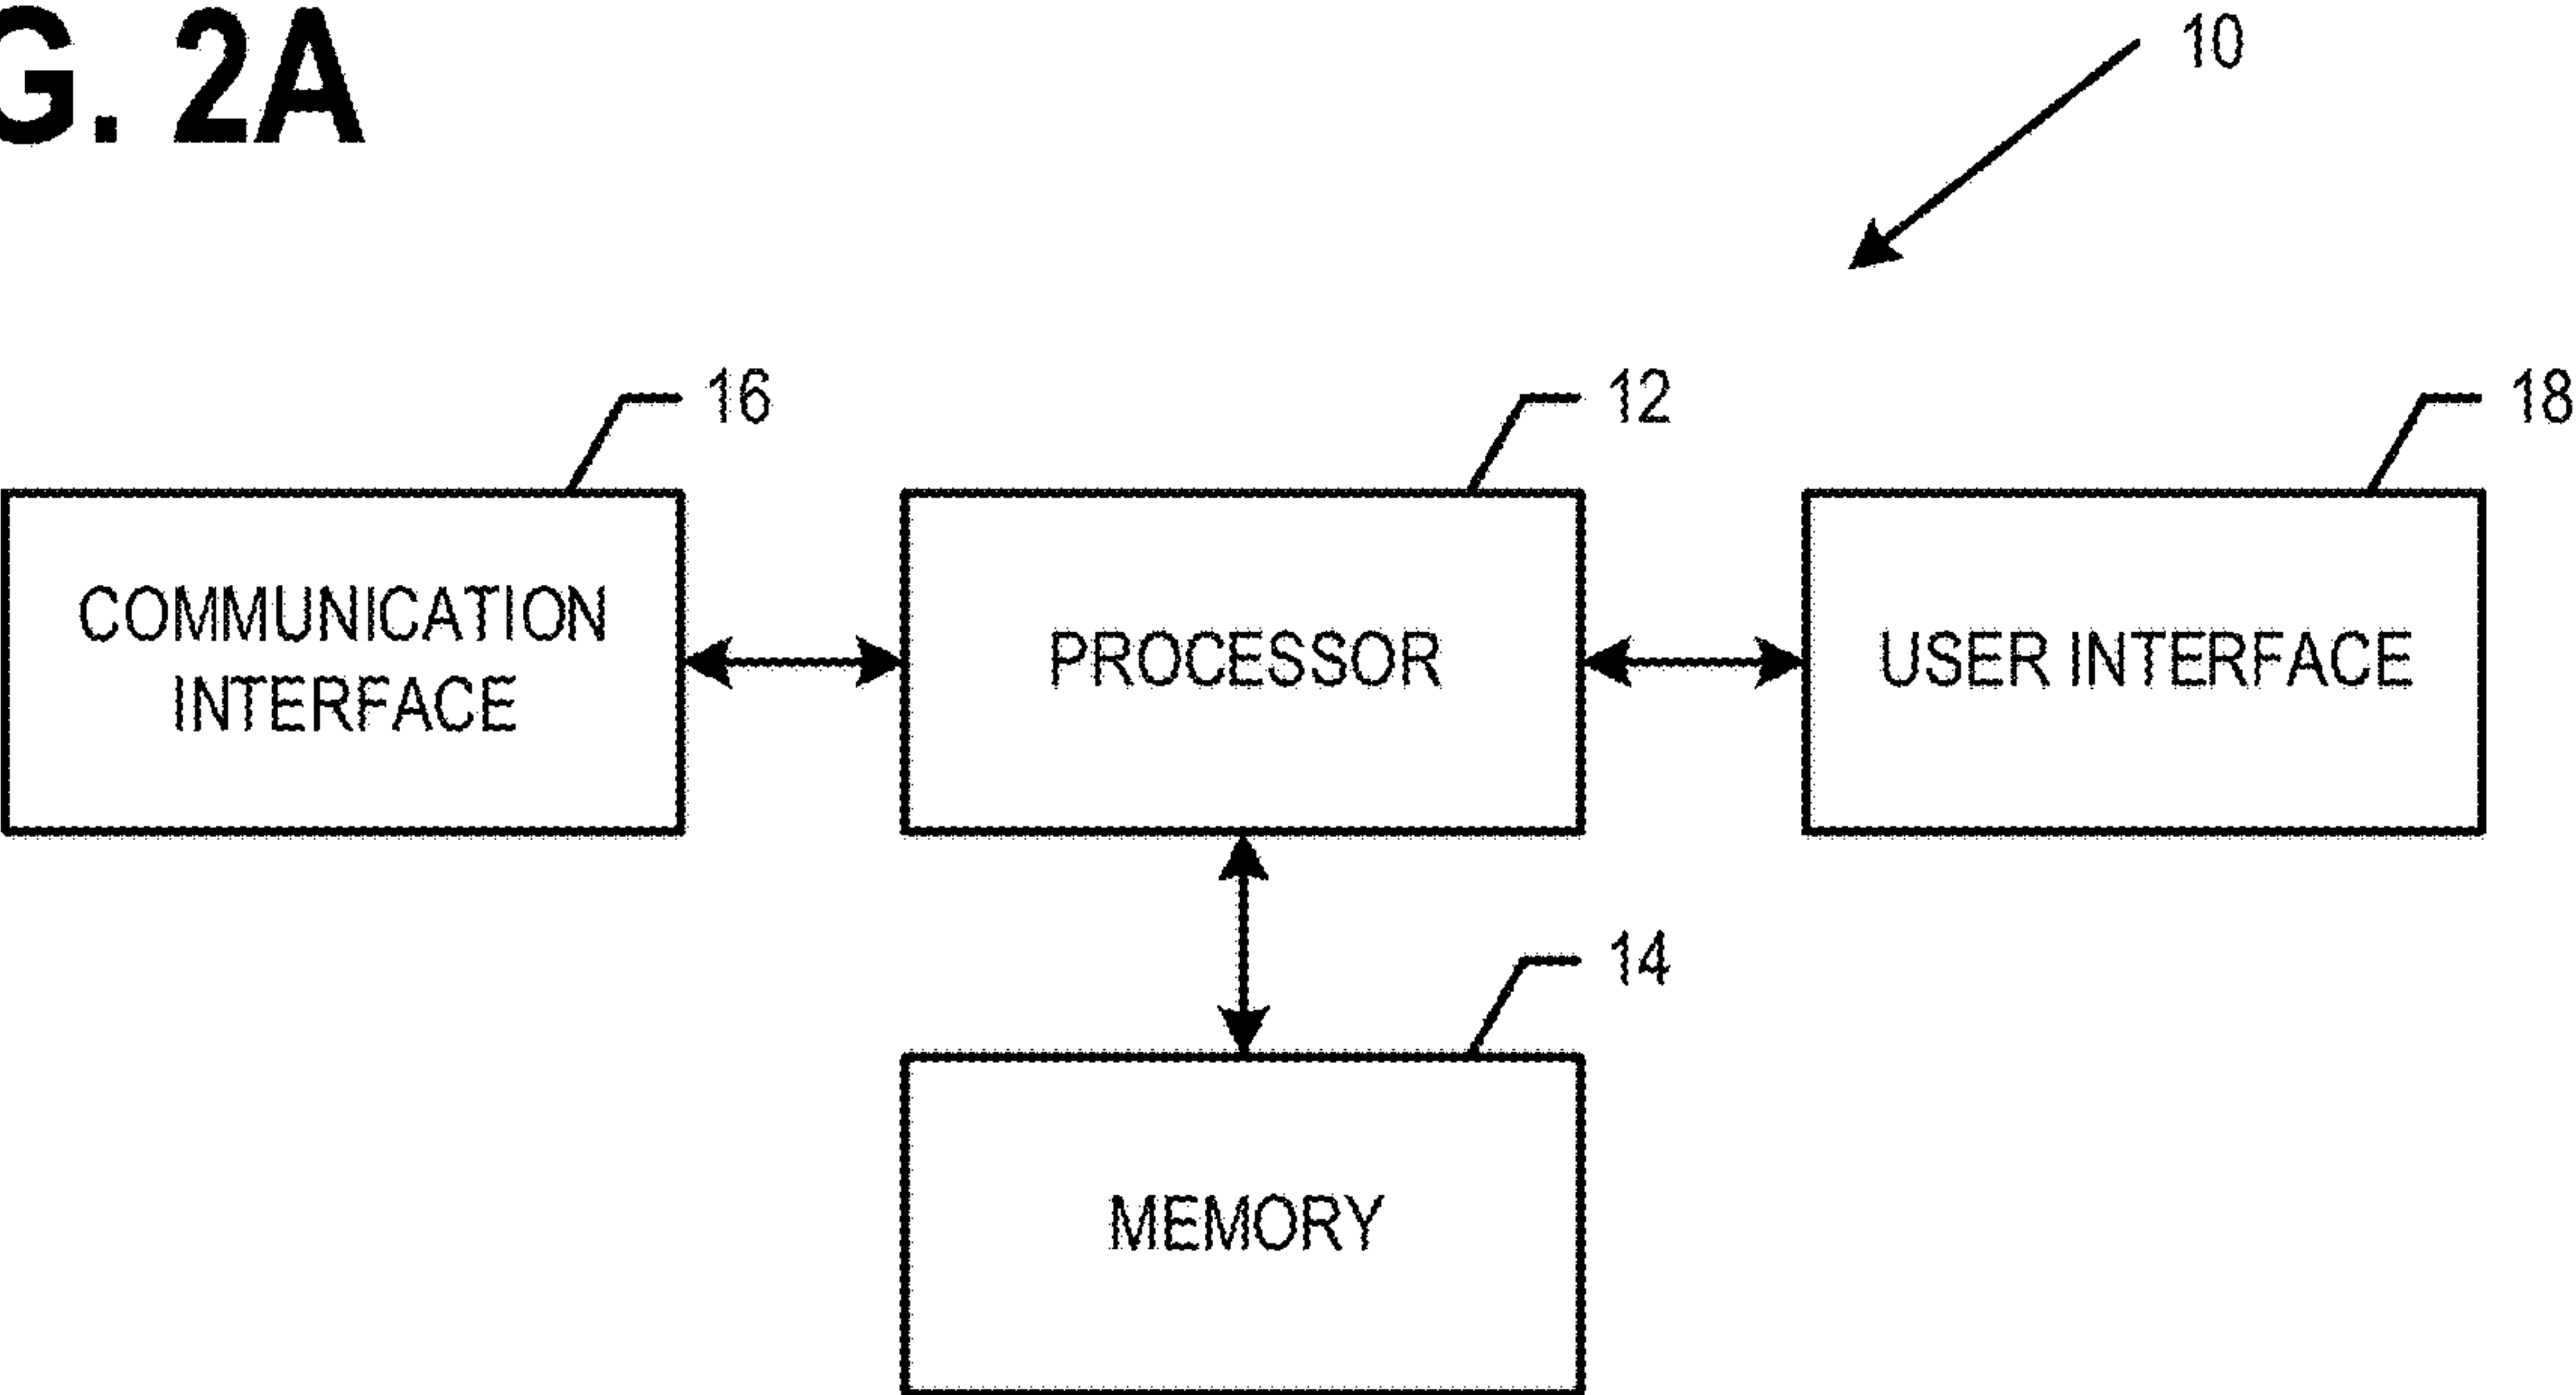 G. 2A
10
16
12
18
COMMUNICATION
INTERFACE
PROCESSOR
USER INTERFACE
14
MEMORY